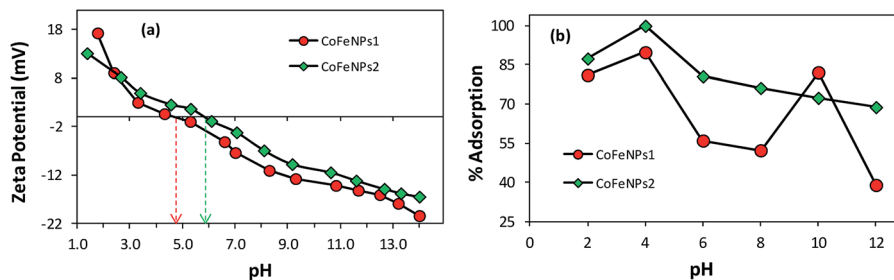 (a)
CoFeNPs1
CoFeNPs2
Zeta Potential (mV)
18
8
-2
-12
-22
1.0 3.0 5.0 7.0 9.0 11.0 13.0
pH
(b)
CoFeNPs1
CoFeNPs2
% Adsorption
100
85
70
55
40
25
0 2 4 6 8 10 12
pH